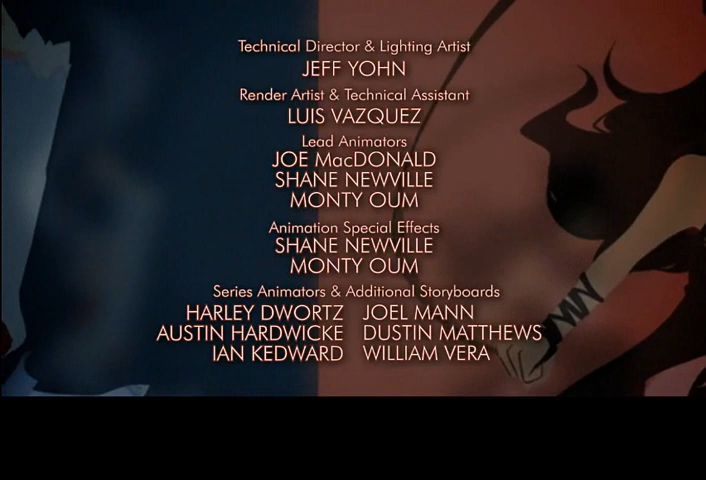 Technical Director & Lighting Artist
JEFF YOHN
Render Artist & Technical Assistant
LUIS VAZQUEZ
Lead Animators
JOE MacDONALD
SHANE NEWVILLE
MONTY OUM
Animation Special Effects
SHANE NEWVILLE
MONTY OUM
Series Animators & Additional Storyboards
HARLEY DWORTZ JOEL MANN
AUSTIN HARDWICKE DUSTIN MATTHEWS
IAN KEDWARD WILLIAM VERA